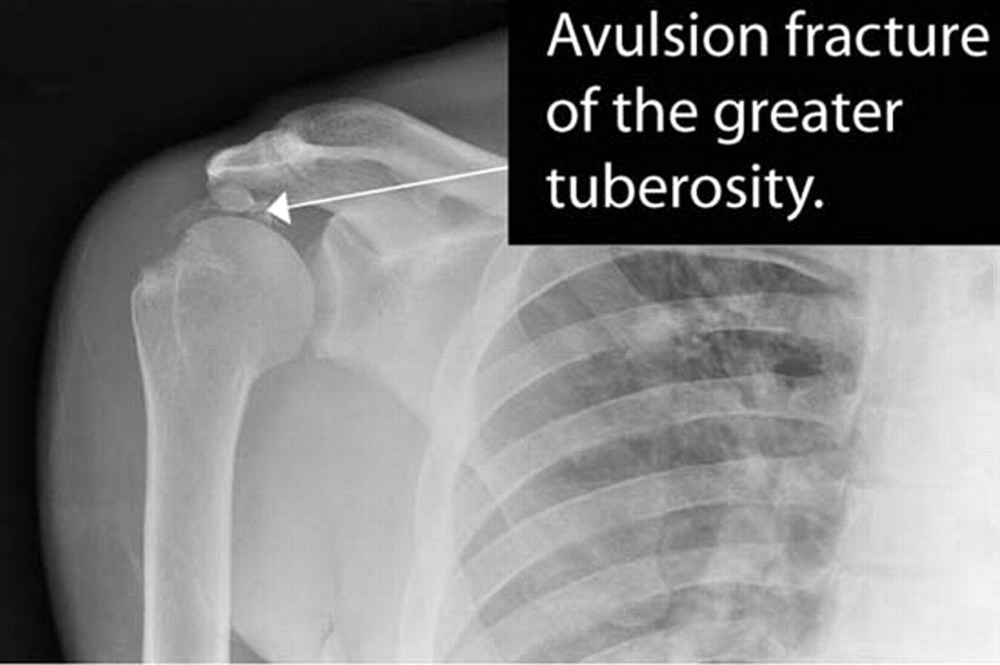 Avulsion fracture
of the greater
tuberosity.